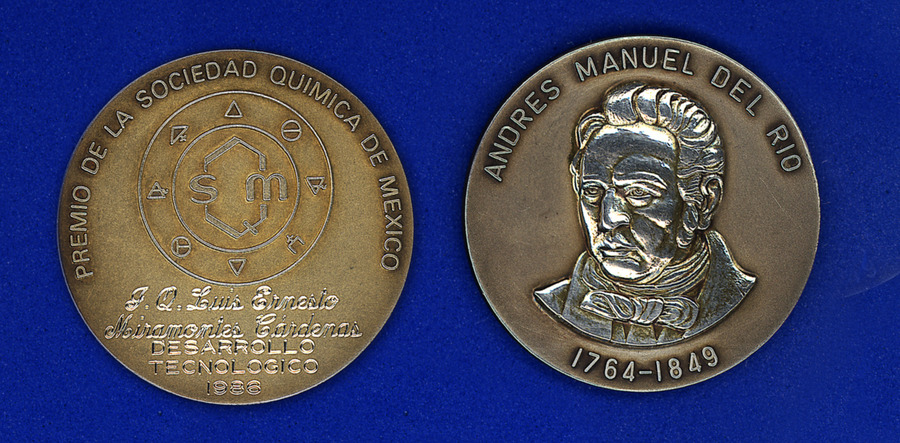 PREMIO DE LA SOCIEDAD QUIMICA DE MEXICO
S Q M
I. Q. Luis Ernesto
Miramontes Cárdenas
DESARROLLO
TECNOLOGICO
1986
ANDRES MANUEL DEL RIO
1764-1849